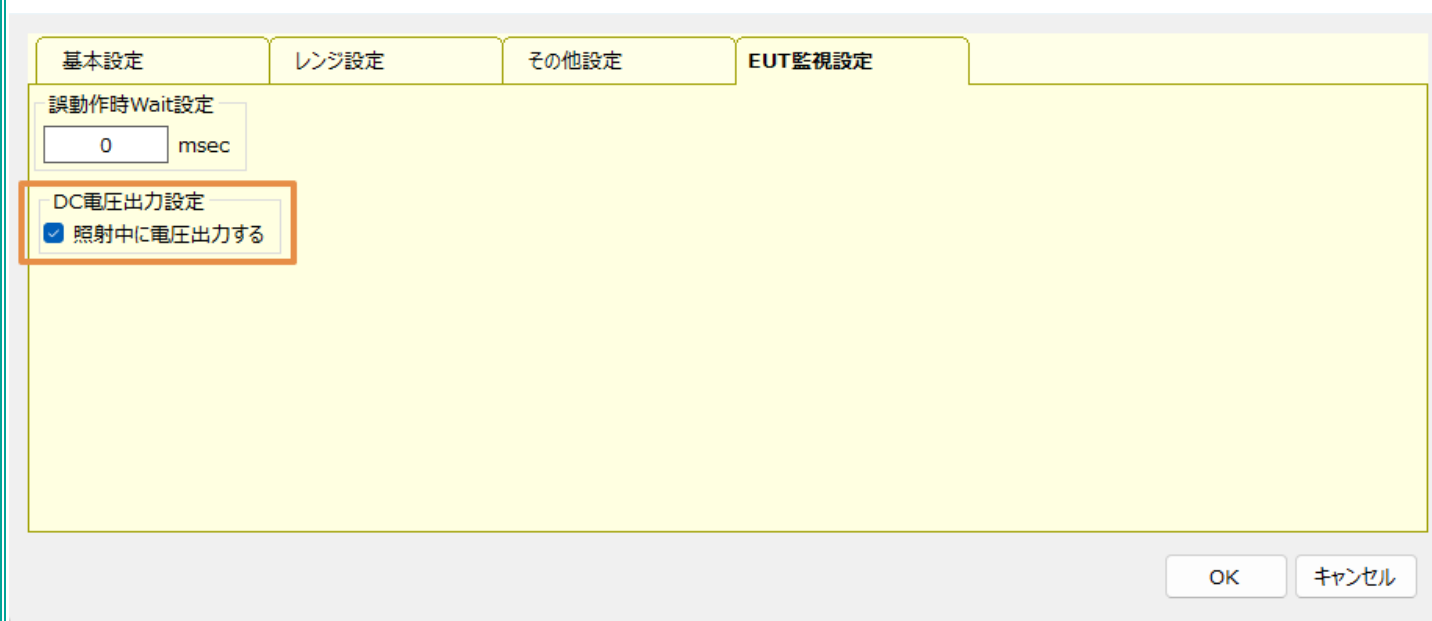 基本設定 レンジ設定 その他設定 EUT監視設定
誤動作時Wait設定
0 msec
DC電圧出力設定
照射中に電圧出力する
OK キャンセル